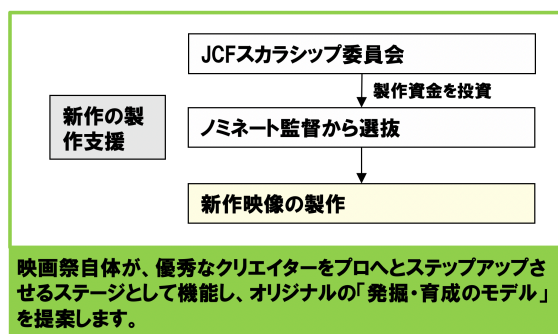 JCFスカラシップ委員会
製作資金を投資
新作の製
作支援
ノミネート監督から選抜
新作映像の製作
映画祭自体が、優秀なクリエイターをプロへとステップアップさ
せるステージとして機能し、オリジナルの「発掘・育成のモデル」
を提案します。